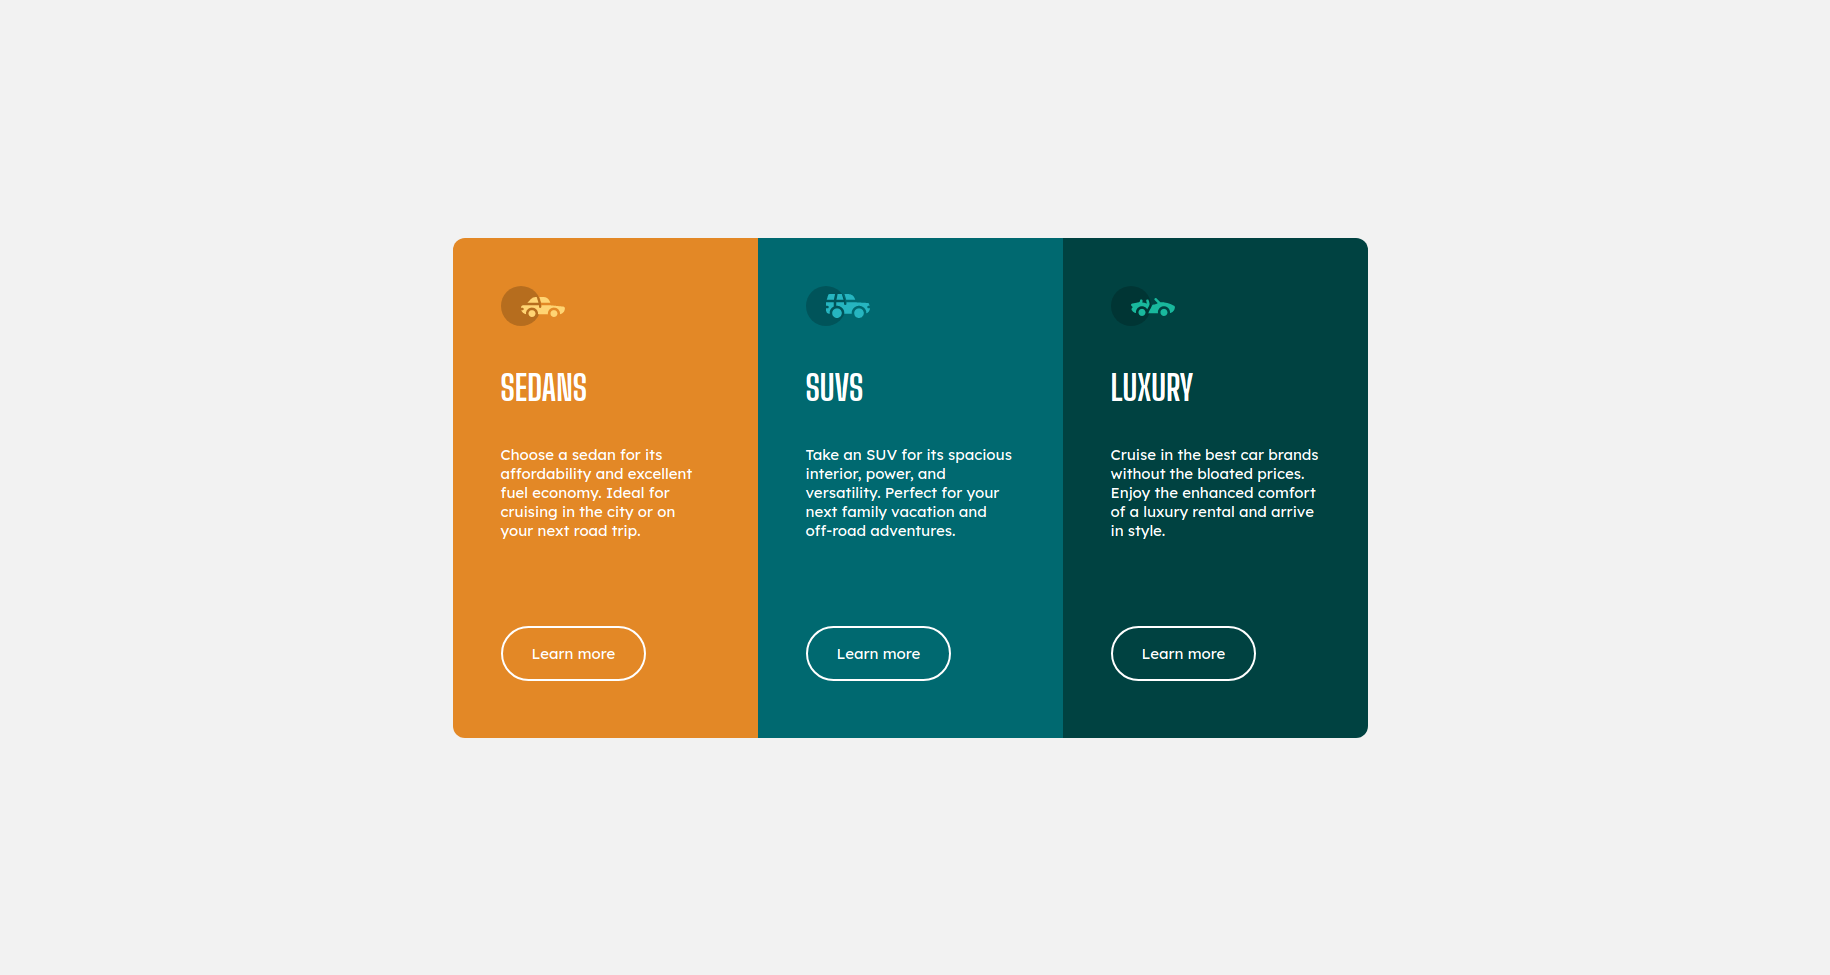 SEDANS
Choose a sedan for its
affordability and excellent
fuel economy. Ideal for
cruising in the city or on
your next road trip.
Learn more
SUVS
Take an SUV for its spacious
interior, power, and
versatility. Perfect for your
next family vacation and
off-road adventures.
Learn more
LUXURY
Cruise in the best car brands
without the bloated prices.
Enjoy the enhanced comfort
of a luxury rental and arrive
in style.
Learn more